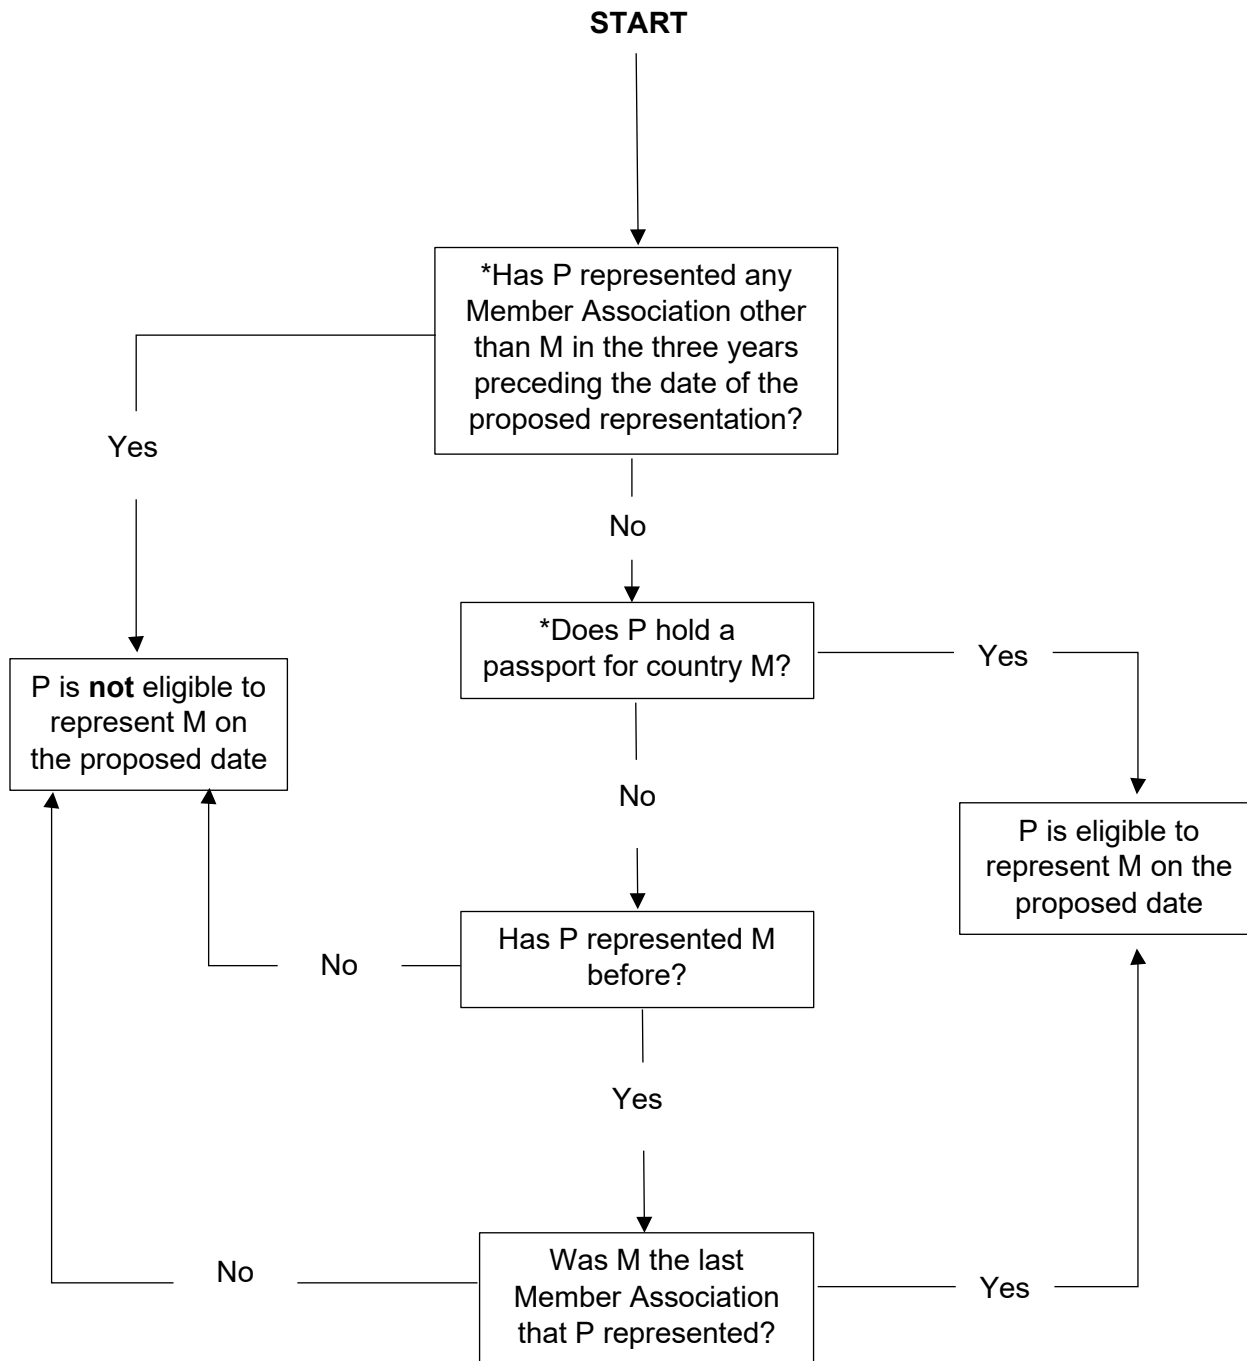 START
*Has P represented any
Member Association other
than M in the three years
preceding the date of the
proposed representation?
Yes
No
*Does P hold a
passport for country M?
Yes
P is not eligible to
represent M on
the proposed date
No
P is eligible to
represent M on the
proposed date
Has P represented M
before?
No
Yes
Was M the last
Member Association
that P represented?
No
Yes